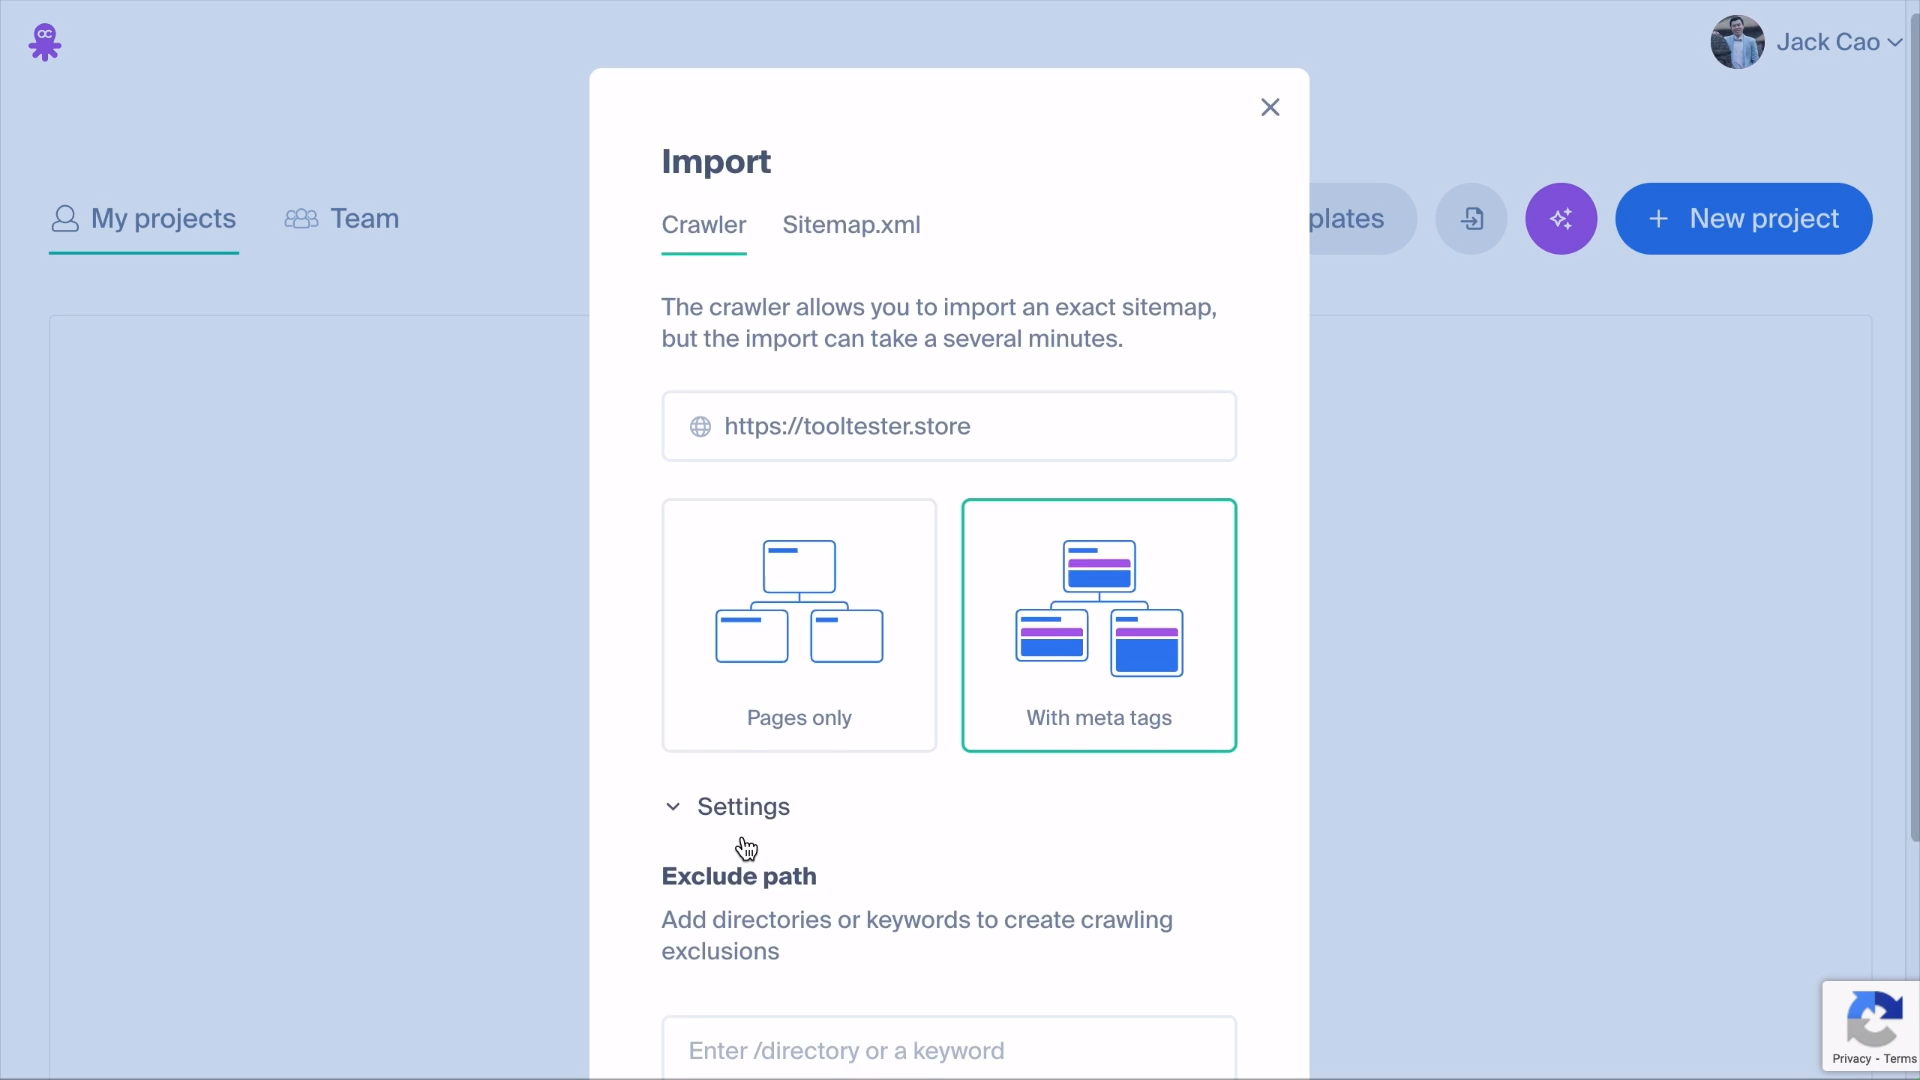 Jack Cao
My projects
Team
plates
New project
Import
Crawler
Sitemap.xml
The crawler allows you to import an exact sitemap,
but the import can take a several minutes.
https://tooltester.store
Pages only
With meta tags
Settings
Exclude path
Add directories or keywords to create crawling
exclusions
Enter /directory or a keyword
Privacy - Terms